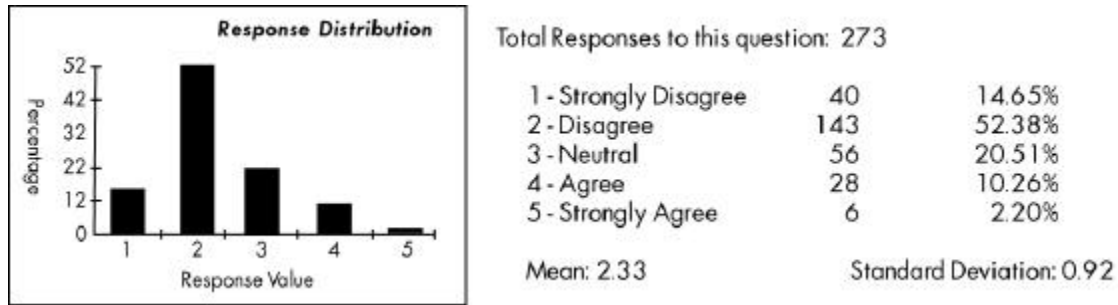 Response Distribution
Percentage
52
42
32
22
12
0
1 2 3 4 5
Response Value
Total Responses to this question: 273
1 - Strongly Disagree 40 14.65%
2 - Disagree 143 52.38%
3 - Neutral 56 20.51%
4 - Agree 28 10.26%
5 - Strongly Agree 6 2.20%
Mean: 2.33 Standard Deviation: 0.92